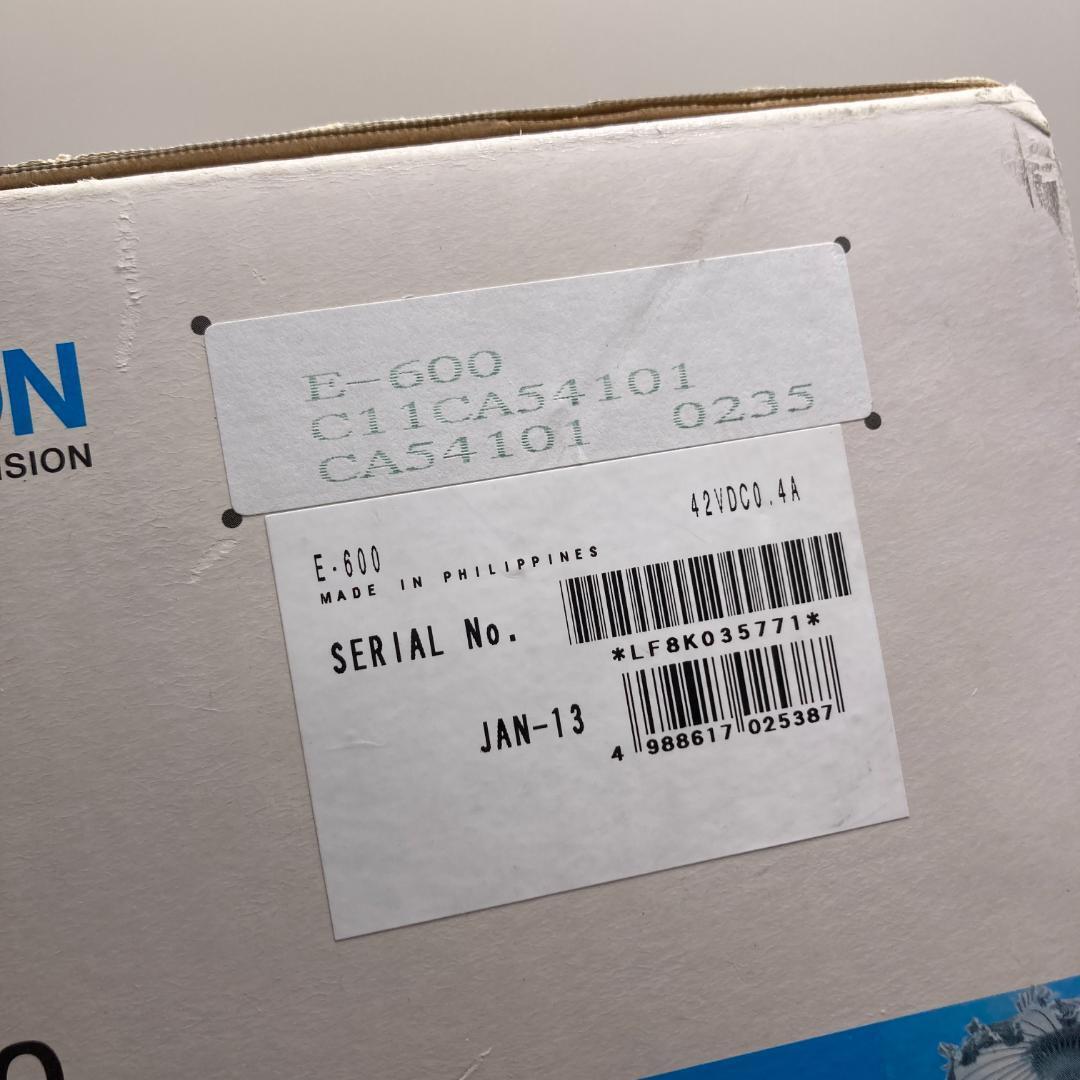 ON
ISION
E-600
C11CA54101
CA54101 0235
42VDC0.4A
E-600
MADE IN PHILIPPINES
SERIAL No.
*LF8K035771*
JAN-13
4 988617 025387